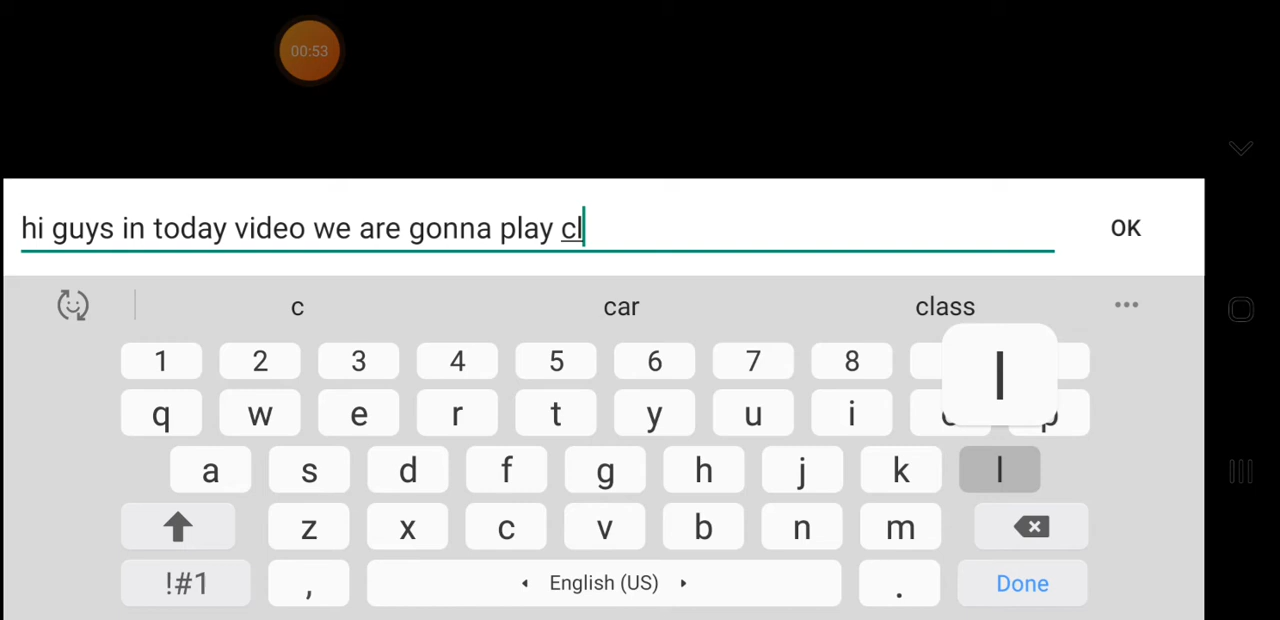 00:53
hi guys in today video we are gonna play cl
OK
c car class
1 2 3 4 5 6 7 8
q w e r t y u i p
l
a s d f g h j k l
z x c v b n m
!#1 , English (US) . Done